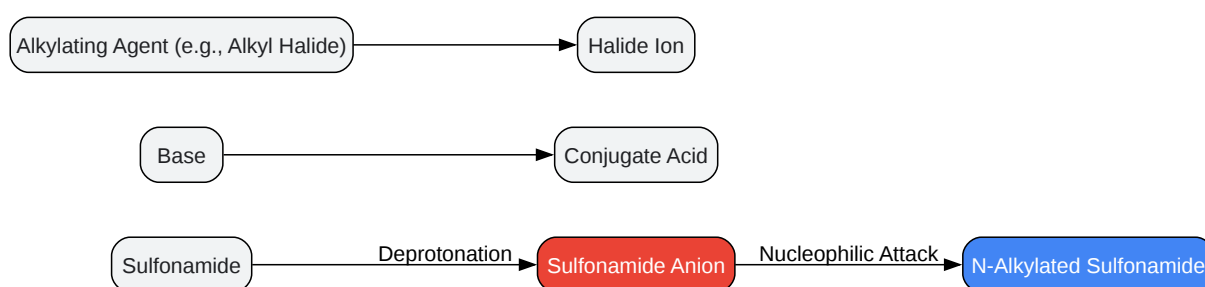 Alkylating Agent (e.g., Alkyl Halide)
Halide Ion
Base
Conjugate Acid
Sulfonamide
Deprotonation
Sulfonamide Anion
Nucleophilic Attack
N-Alkylated Sulfonamide